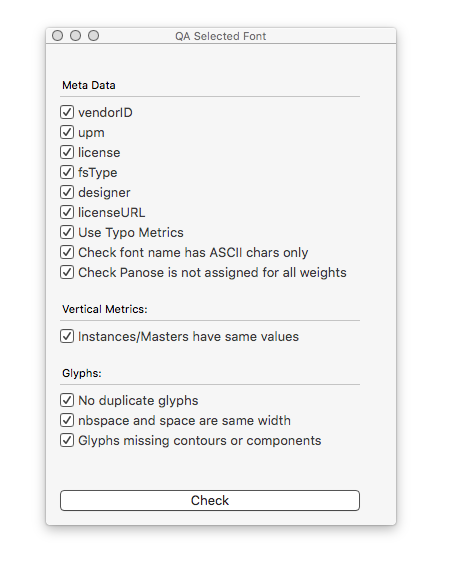 QA Selected Font
Meta Data
vendorID
upm
license
fsType
designer
licenseURL
Use Typo Metrics
Check font name has ASCII chars only
Check Panose is not assigned for all weights
Vertical Metrics:
Instances/Masters have same values
Glyphs:
No duplicate glyphs
nbspace and space are same width
Glyphs missing contours or components
Check